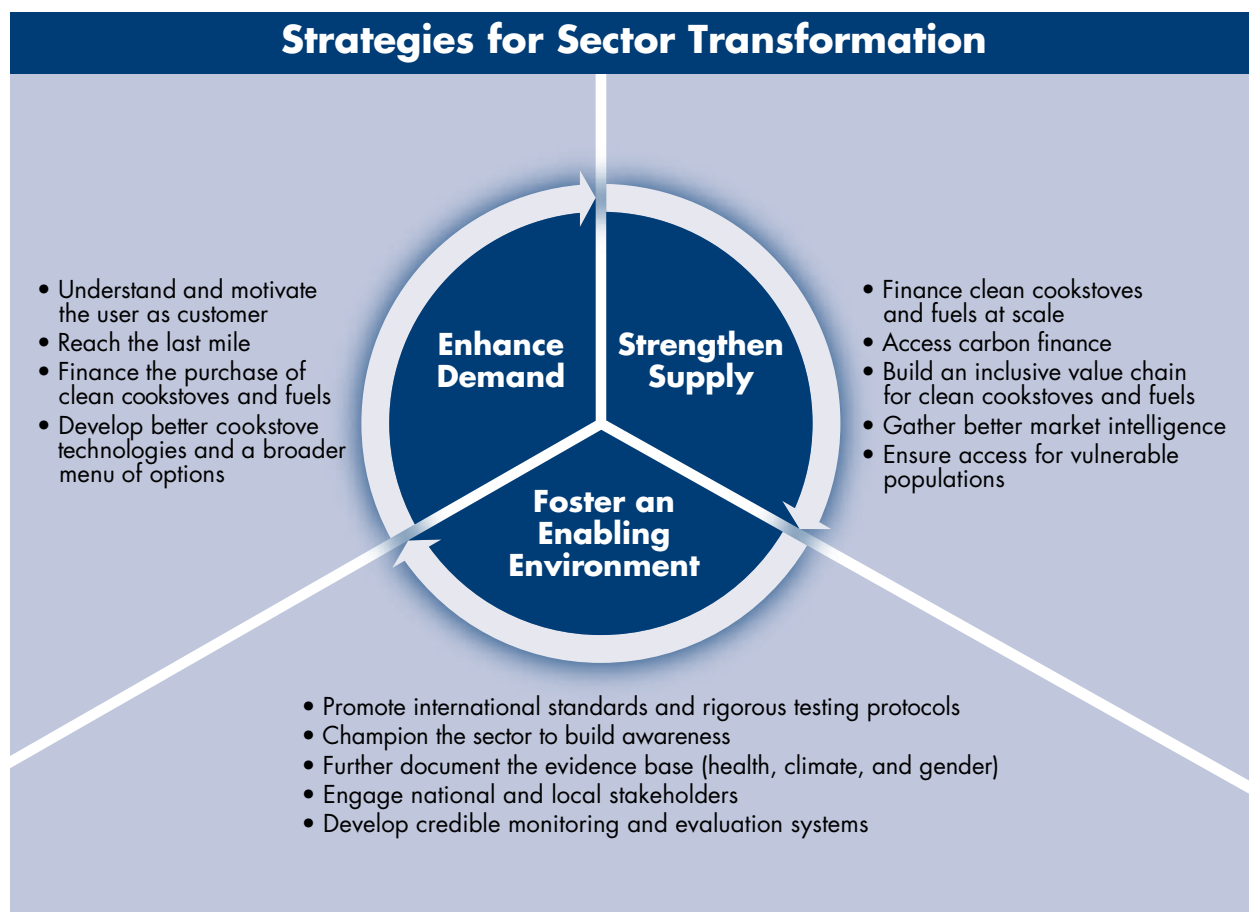 Strategies for Sector Transformation
• Understand and motivate
the user as customer
• Reach the last mile
• Finance the purchase of
clean cookstoves and fuels
• Develop better cookstove
technologies and a broader
menu of options
Enhance
Demand
Strengthen
Supply
• Finance clean cookstoves
and fuels at scale
• Access carbon finance
• Build an inclusive value chain
for clean cookstoves and fuels
• Gather better market intelligence
• Ensure access for vulnerable
populations
Foster an
Enabling
Environment
• Promote international standards and rigorous testing protocols
• Champion the sector to build awareness
• Further document the evidence base (health, climate, and gender)
• Engage national and local stakeholders
• Develop credible monitoring and evaluation systems